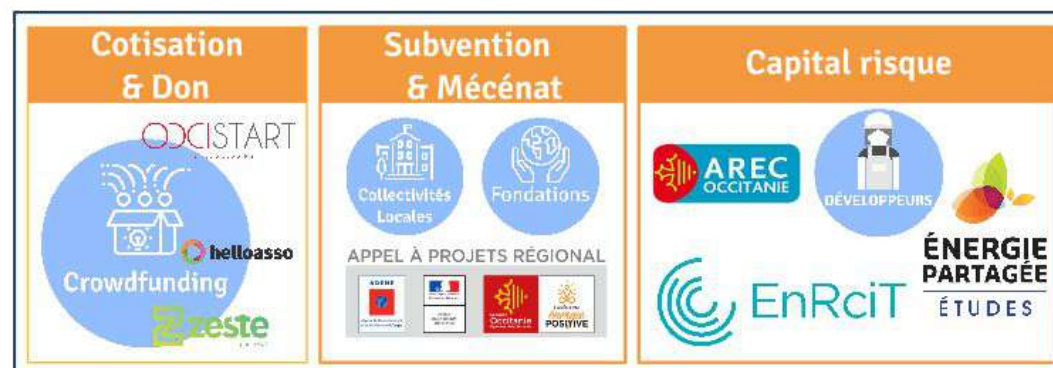 Cotisation
& Don
OCCISTART
helloasso
Crowdfunding
zeste
Subvention
& Mécénat
Collectivités
Locales
Fondations
APPEL À PROJETS RÉGIONAL
ADEME
Occitanie
POSITIVE
Capital risque
AREC
OCCITANIE
DÉVELOPPEURS
ÉNERGIE
PARTAGÉE
ÉTUDES
EnRciT